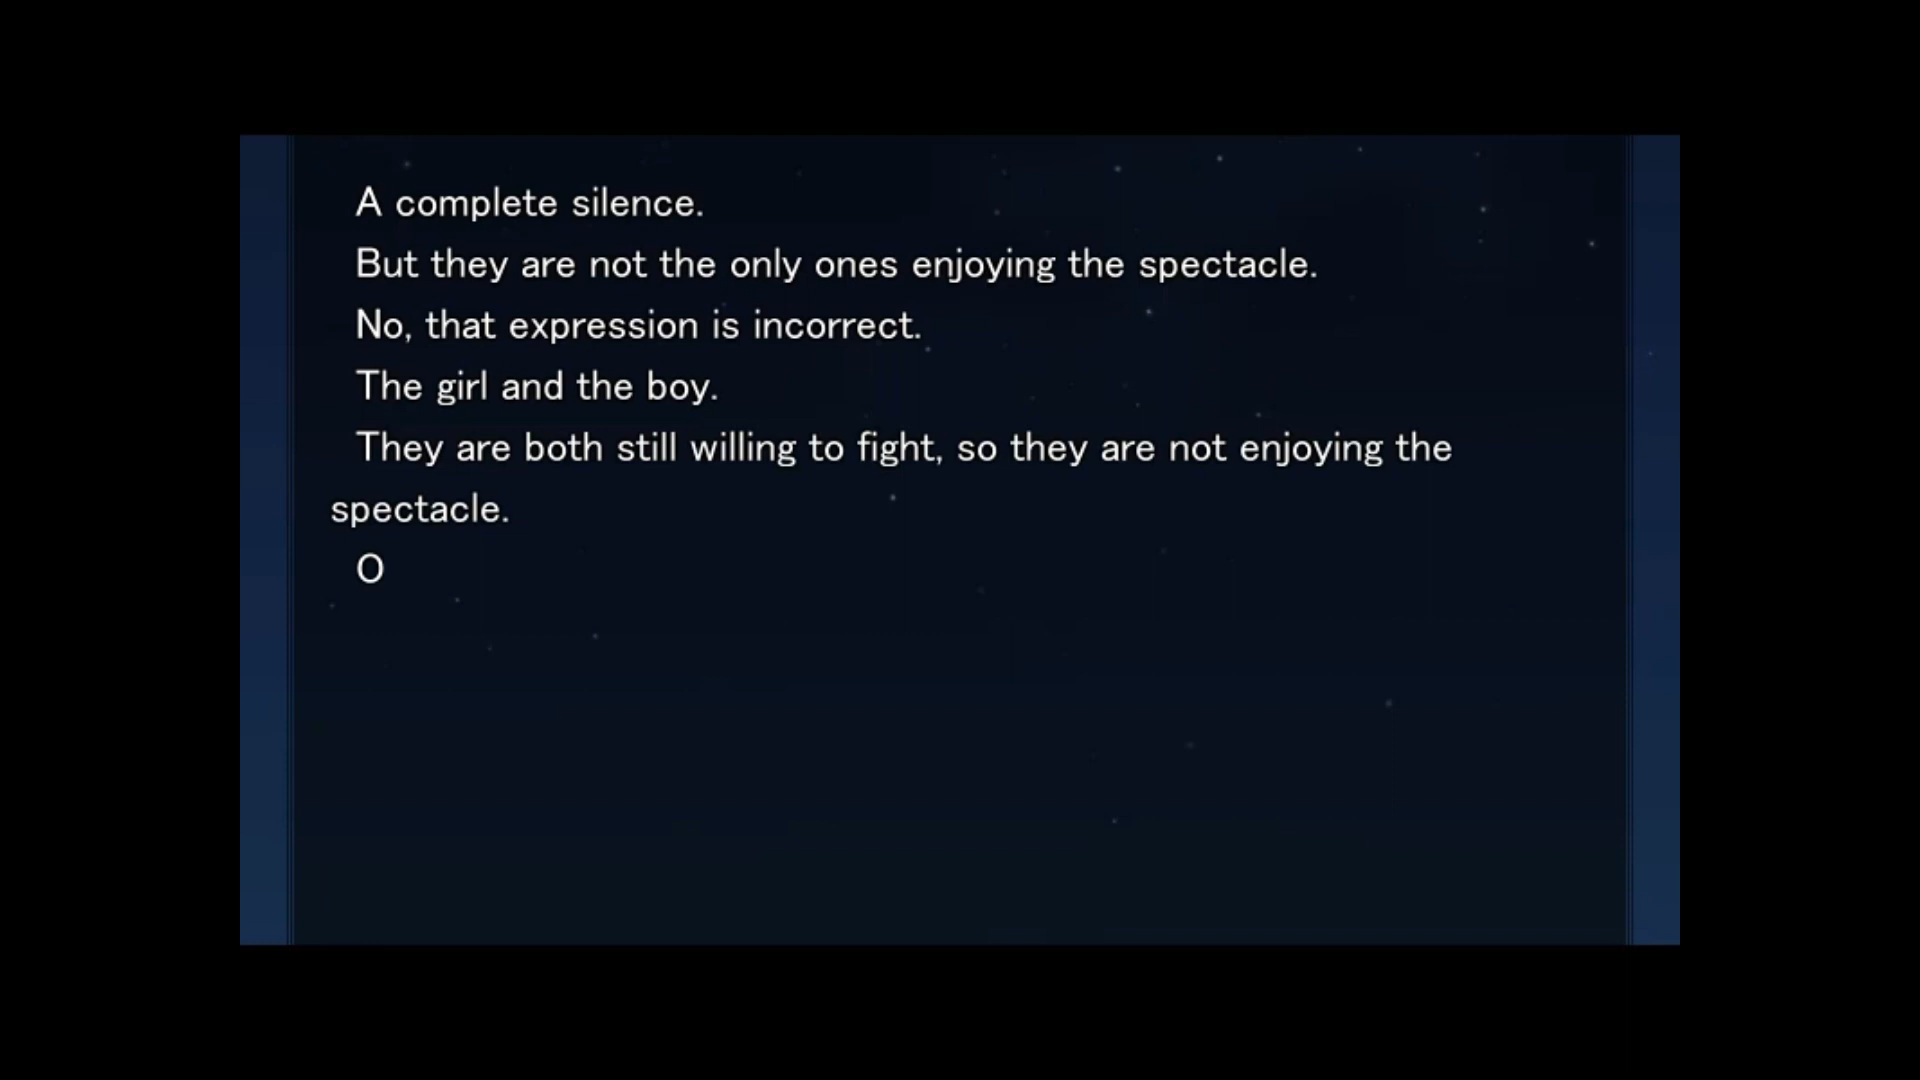 A complete silence.
But they are not the only ones enjoying the spectacle.
No, that expression is incorrect.
The girl and the boy.
They are both still willing to fight, so they are not enjoying the
spectacle.
O